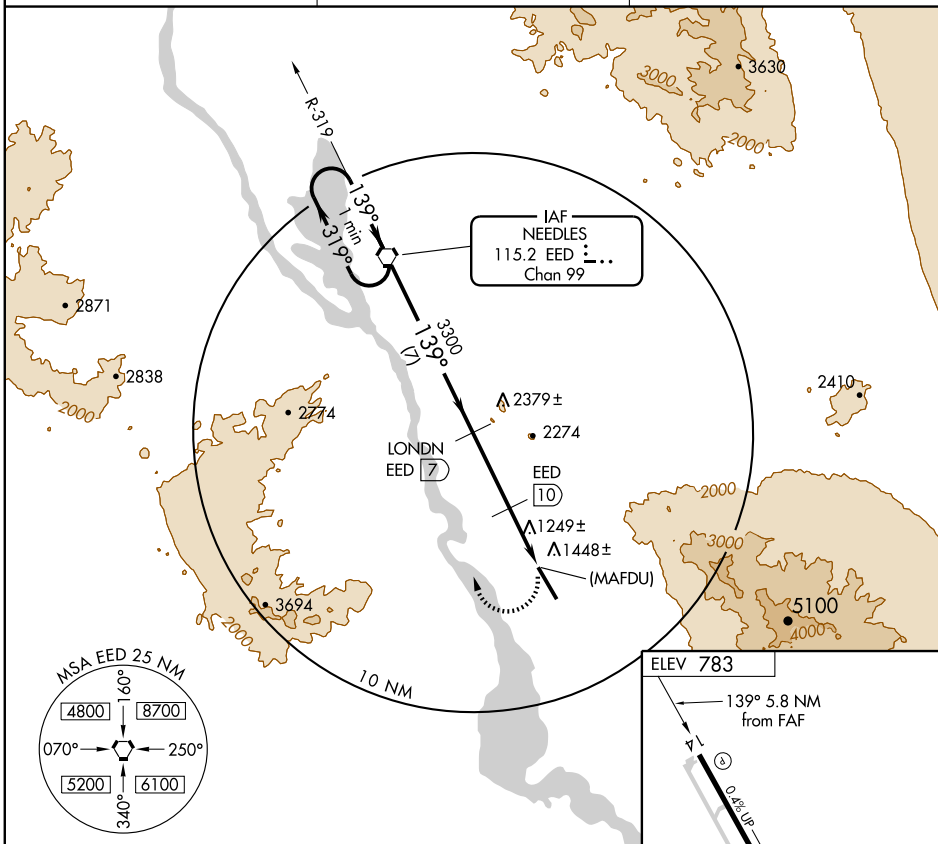 3630
3000
2000
R-319
139°
1 min
319°
IAF
NEEDLES
115.2 EED
Chan 99
2871
3300
139°
(7)
2838
2000
2774
2379±
2410
2274
LONDN
EED 7
EED
10
2000
1249±
1448±
3000
(MAFDU)
3694
2000
5100
4000
10 NM
MSA EED 25 NM
160°
4800
8700
070°
250°
5200
6100
340°
ELEV 783
139° 5.8 NM
from FAF
14
P
0.4% UP